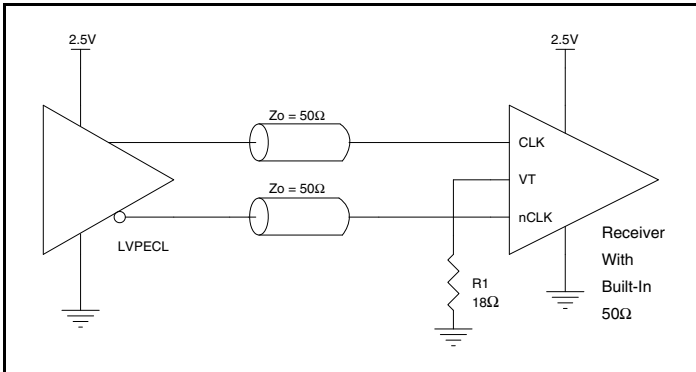 2.5V
2.5V
Zo = 50Ω
CLK
VT
Zo = 50Ω
nCLK
LVPECL
Receiver
With
Built-In
50Ω
R1
18Ω